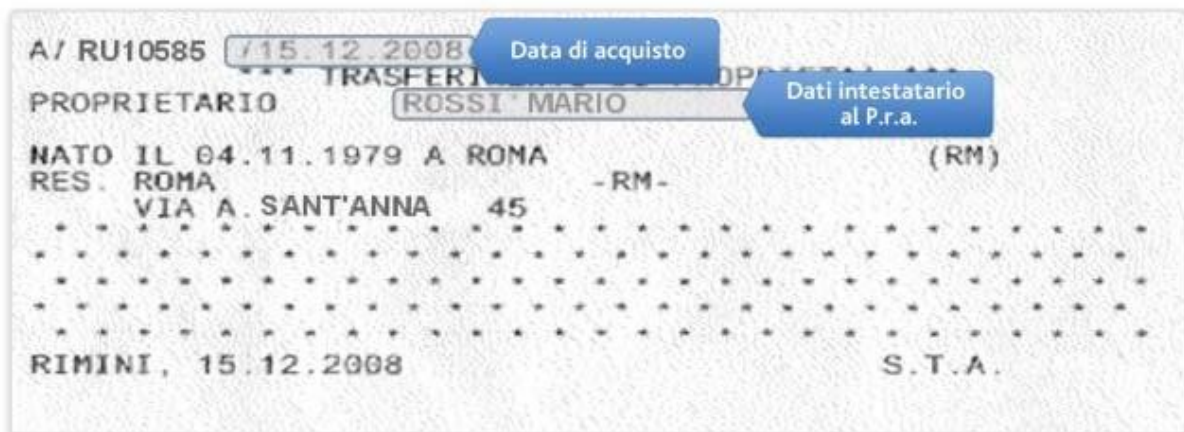 A/ RU10585 /15.12.2008 Data di acquisto
*** TRASFERI
PROPRIETARIO ROSSI MARIO Dati intestatario
al P.r.a.
NATO IL 04.11.1979 A ROMA (RM)
RES. ROMA -RM-
VIA A. SANT'ANNA 45
RIMINI, 15.12.2008 S.T.A.